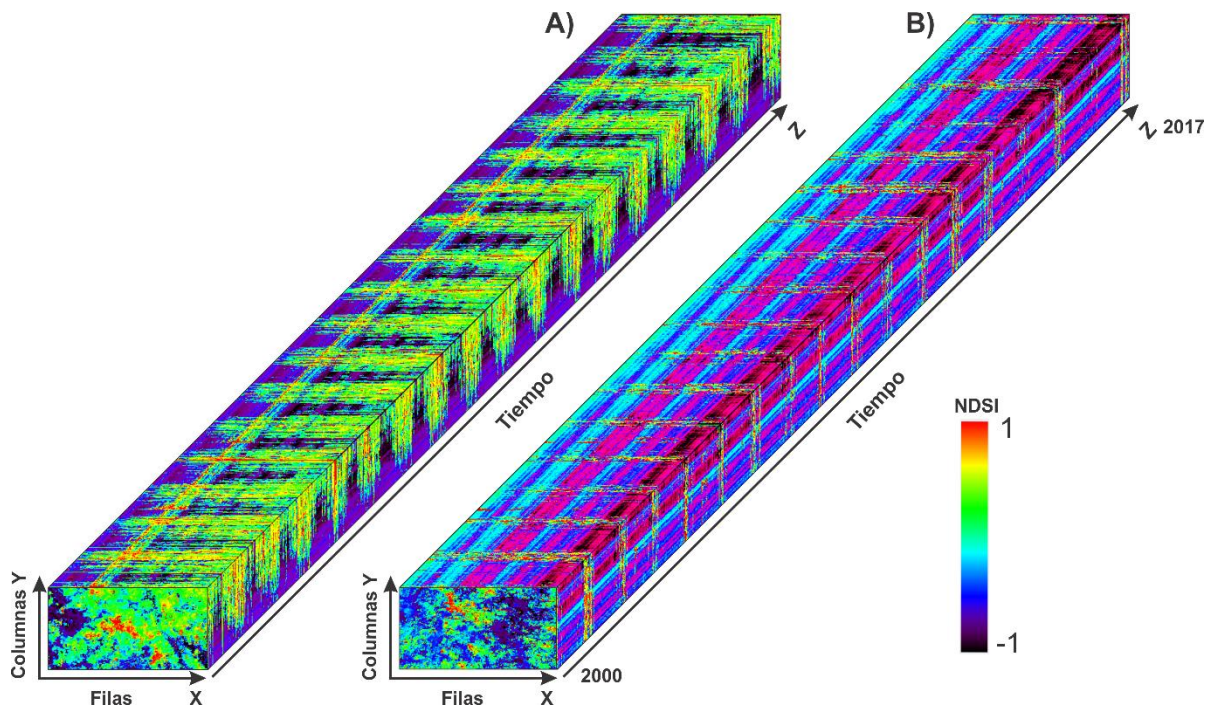 A)
B)
Z
Z
2017
Tiempo
Tiempo
NDSI
1
-1
Columnas Y
Columnas Y
2000
Filas
X
Filas
X